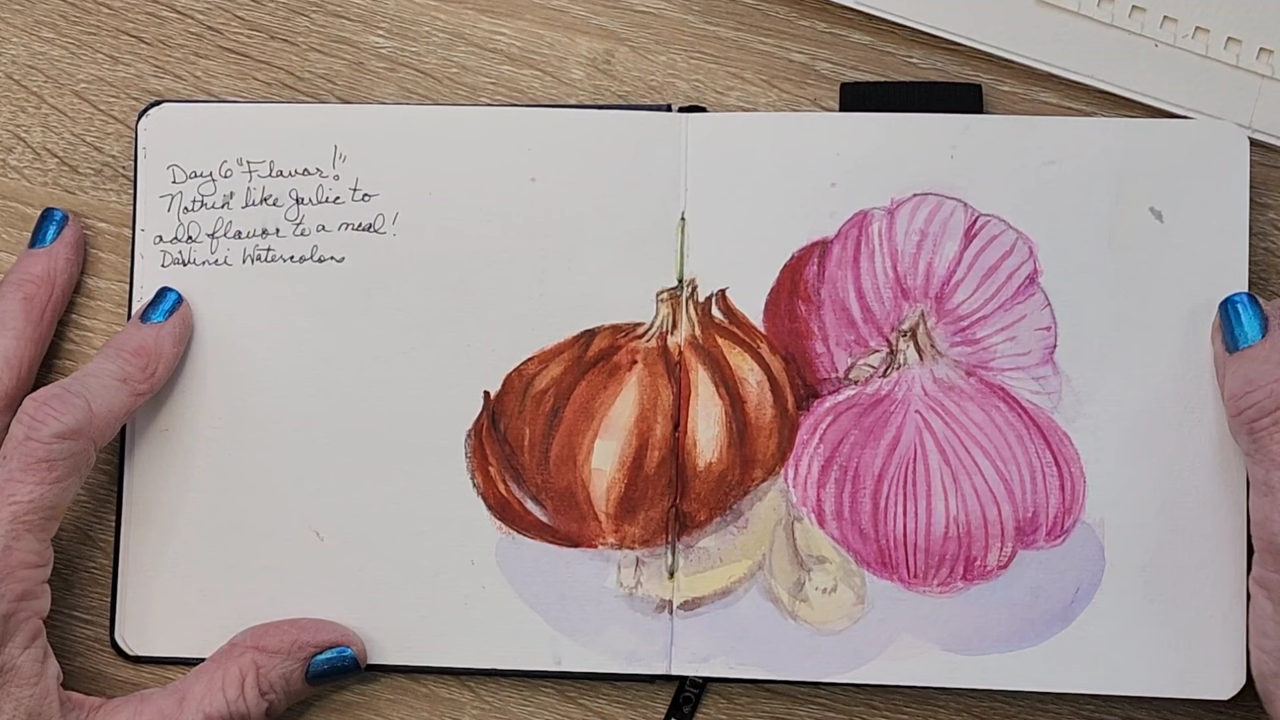 Day 6 "Flavor!"
Nothin' like garlic to
add flavor to a meal!
DaVinci Watercolors